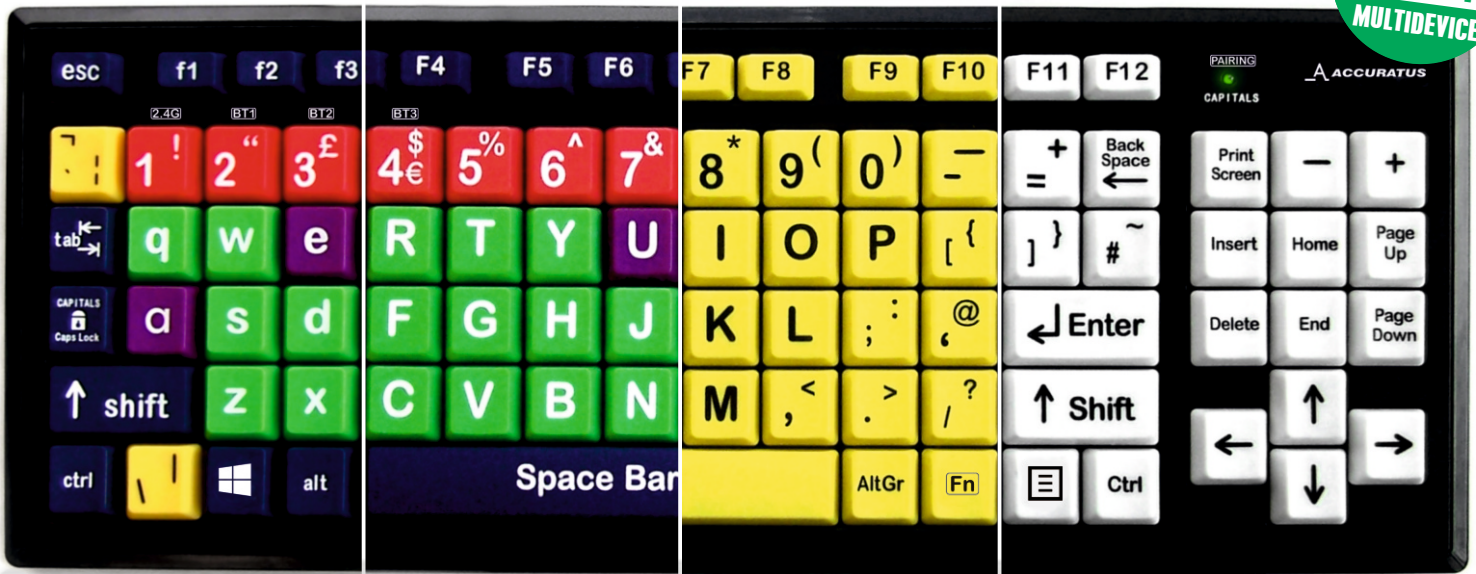 MULTIDEVICE
esc f1 f2 f3 F4 F5 F6 F7 F8 F9 F10 F11 F12
PAIRING
CAPITALS
ACCURATUS
2.4G BT1 BT2 BT3
¬ ` ¦ 1 ! 2 “ 3 £ 4 $ € 5 % 6 ^ 7 & 8 * 9 ( 0 ) - _ = + Back
Space
←
Print
Screen
− +
tab q w e R T Y U I O P [ { ] } # ~ Insert Home Page
Up
CAPITALS
Caps Lock
a s d F G H J K L ; : ‘ @ Enter Delete End Page
Down
↑ shift z x C V B N M , < . > / ? ↑ Shift ↑
ctrl \ | alt Space Bar AltGr Fn Ctrl ← ↓ →